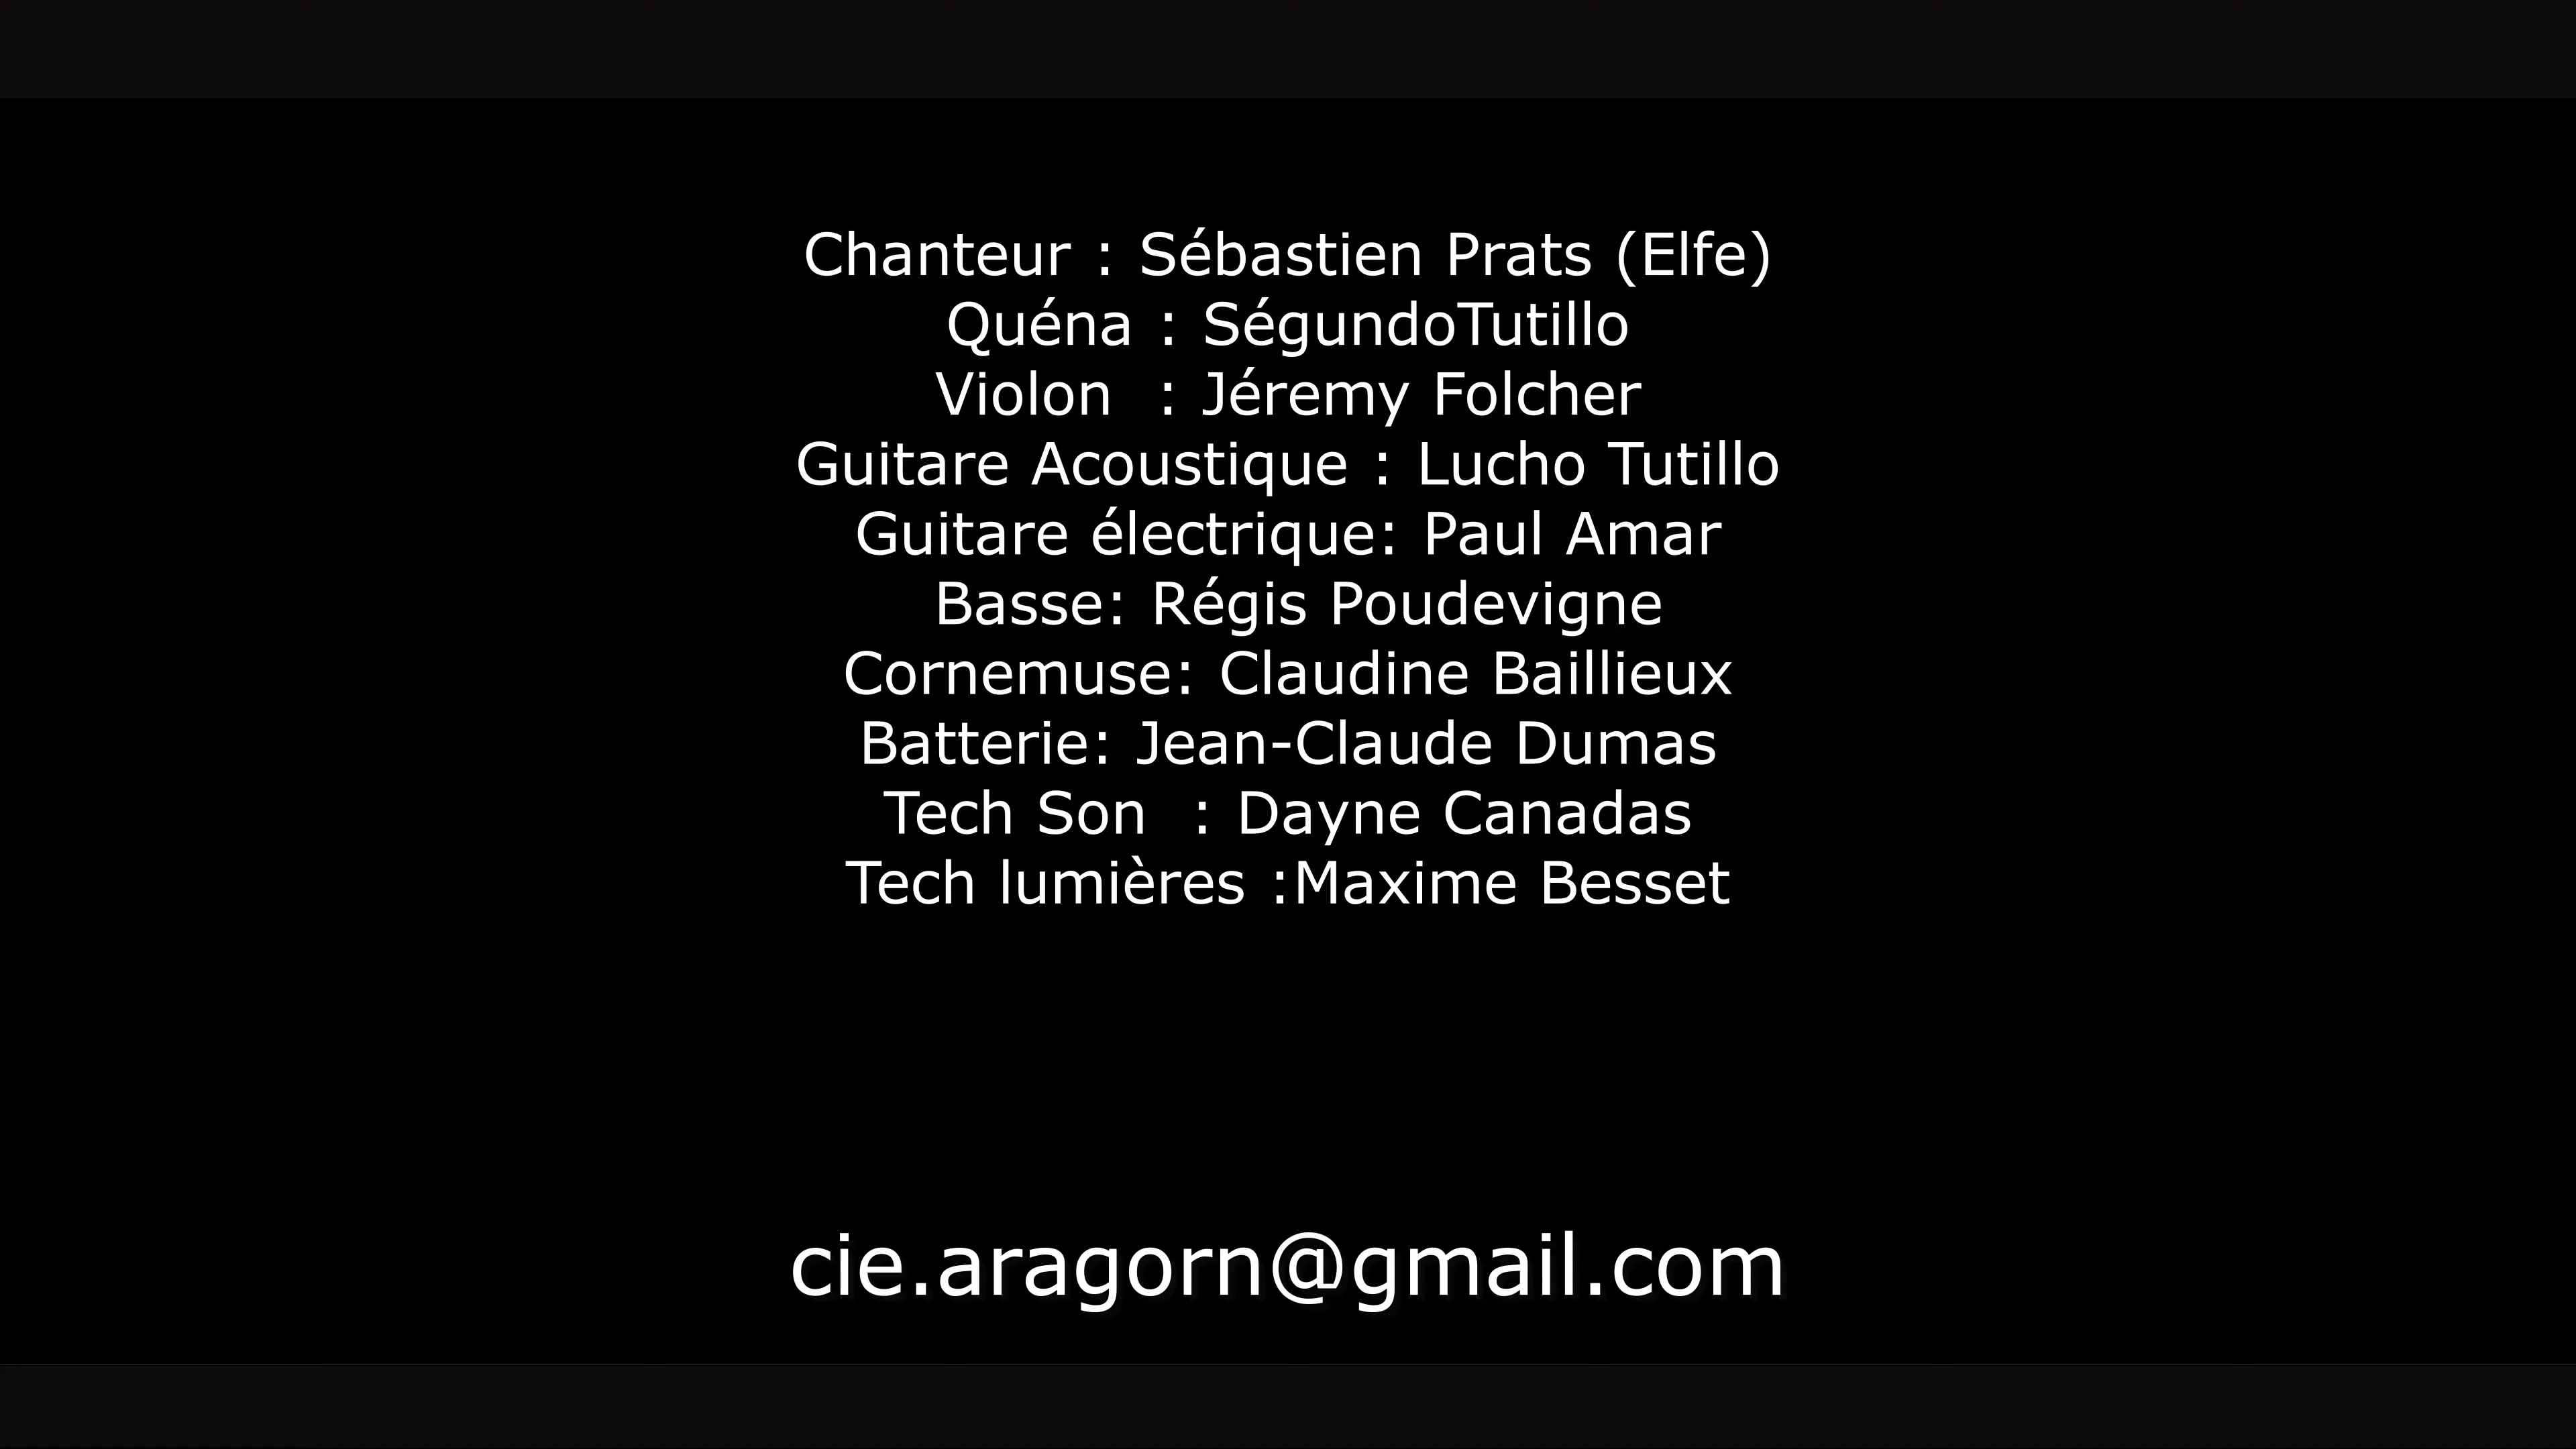 Chanteur : Sébastien Prats (Elfe)
Quéna : SégundoTutillo
Violon  : Jéremy Folcher
Guitare Acoustique : Lucho Tutillo
Guitare électrique: Paul Amar
Basse: Régis Poudevigne
Cornemuse: Claudine Baillieux
Batterie: Jean-Claude Dumas
Tech Son  : Dayne Canadas
Tech lumières :Maxime Besset
cie.aragorn@gmail.com